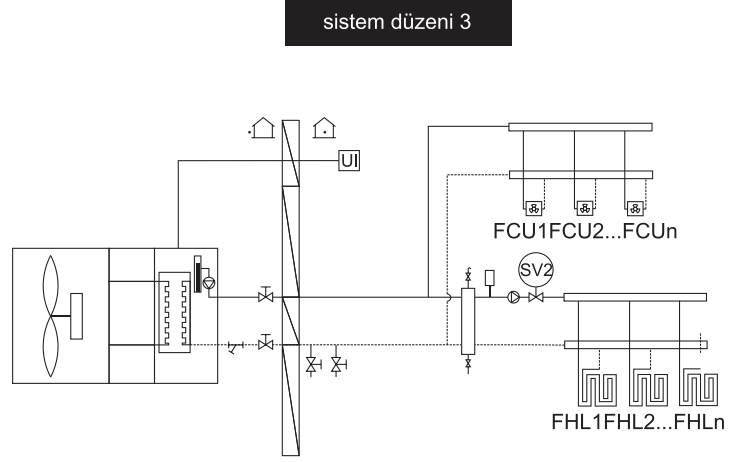 sistem düzeni 3
UI
FCU1FCU2...FCUn
SV2
FHL1FHL2...FHLn